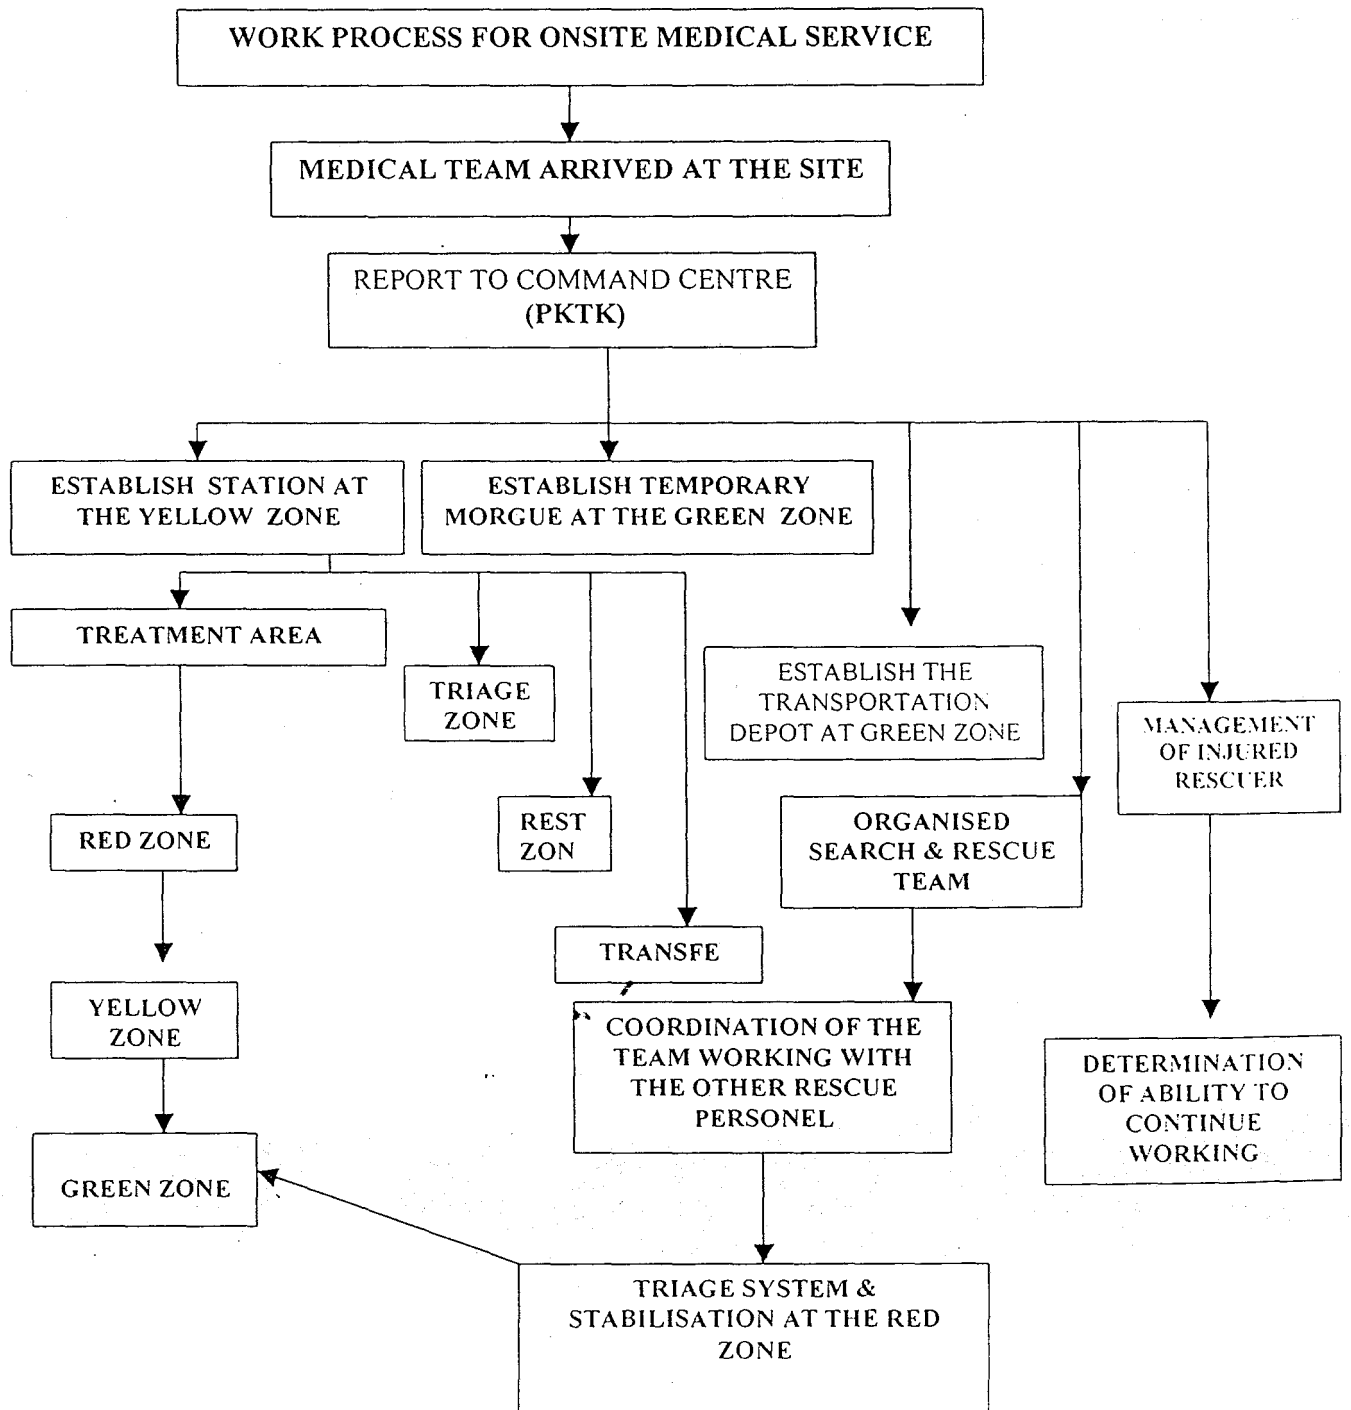 WORK PROCESS FOR ONSITE MEDICAL SERVICE
MEDICAL TEAM ARRIVED AT THE SITE
REPORT TO COMMAND CENTRE
(PKTK)
ESTABLISH STATION AT
THE YELLOW ZONE
ESTABLISH TEMPORARY
MORGUE AT THE GREEN ZONE
TREATMENT AREA
TRIAGE
ZONE
ESTABLISH THE
TRANSPORTATION
DEPOT AT GREEN ZONE
MANAGEMENT
OF INJURED
RESCUER
RED ZONE
REST
ZON
ORGANISED
SEARCH & RESCUE
TEAM
TRANSFE
YELLOW
ZONE
COORDINATION OF THE
TEAM WORKING WITH
THE OTHER RESCUE
PERSONEL
DETERMINATION
OF ABILITY TO
CONTINUE
WORKING
GREEN ZONE
TRIAGE SYSTEM &
STABILISATION AT THE RED
ZONE